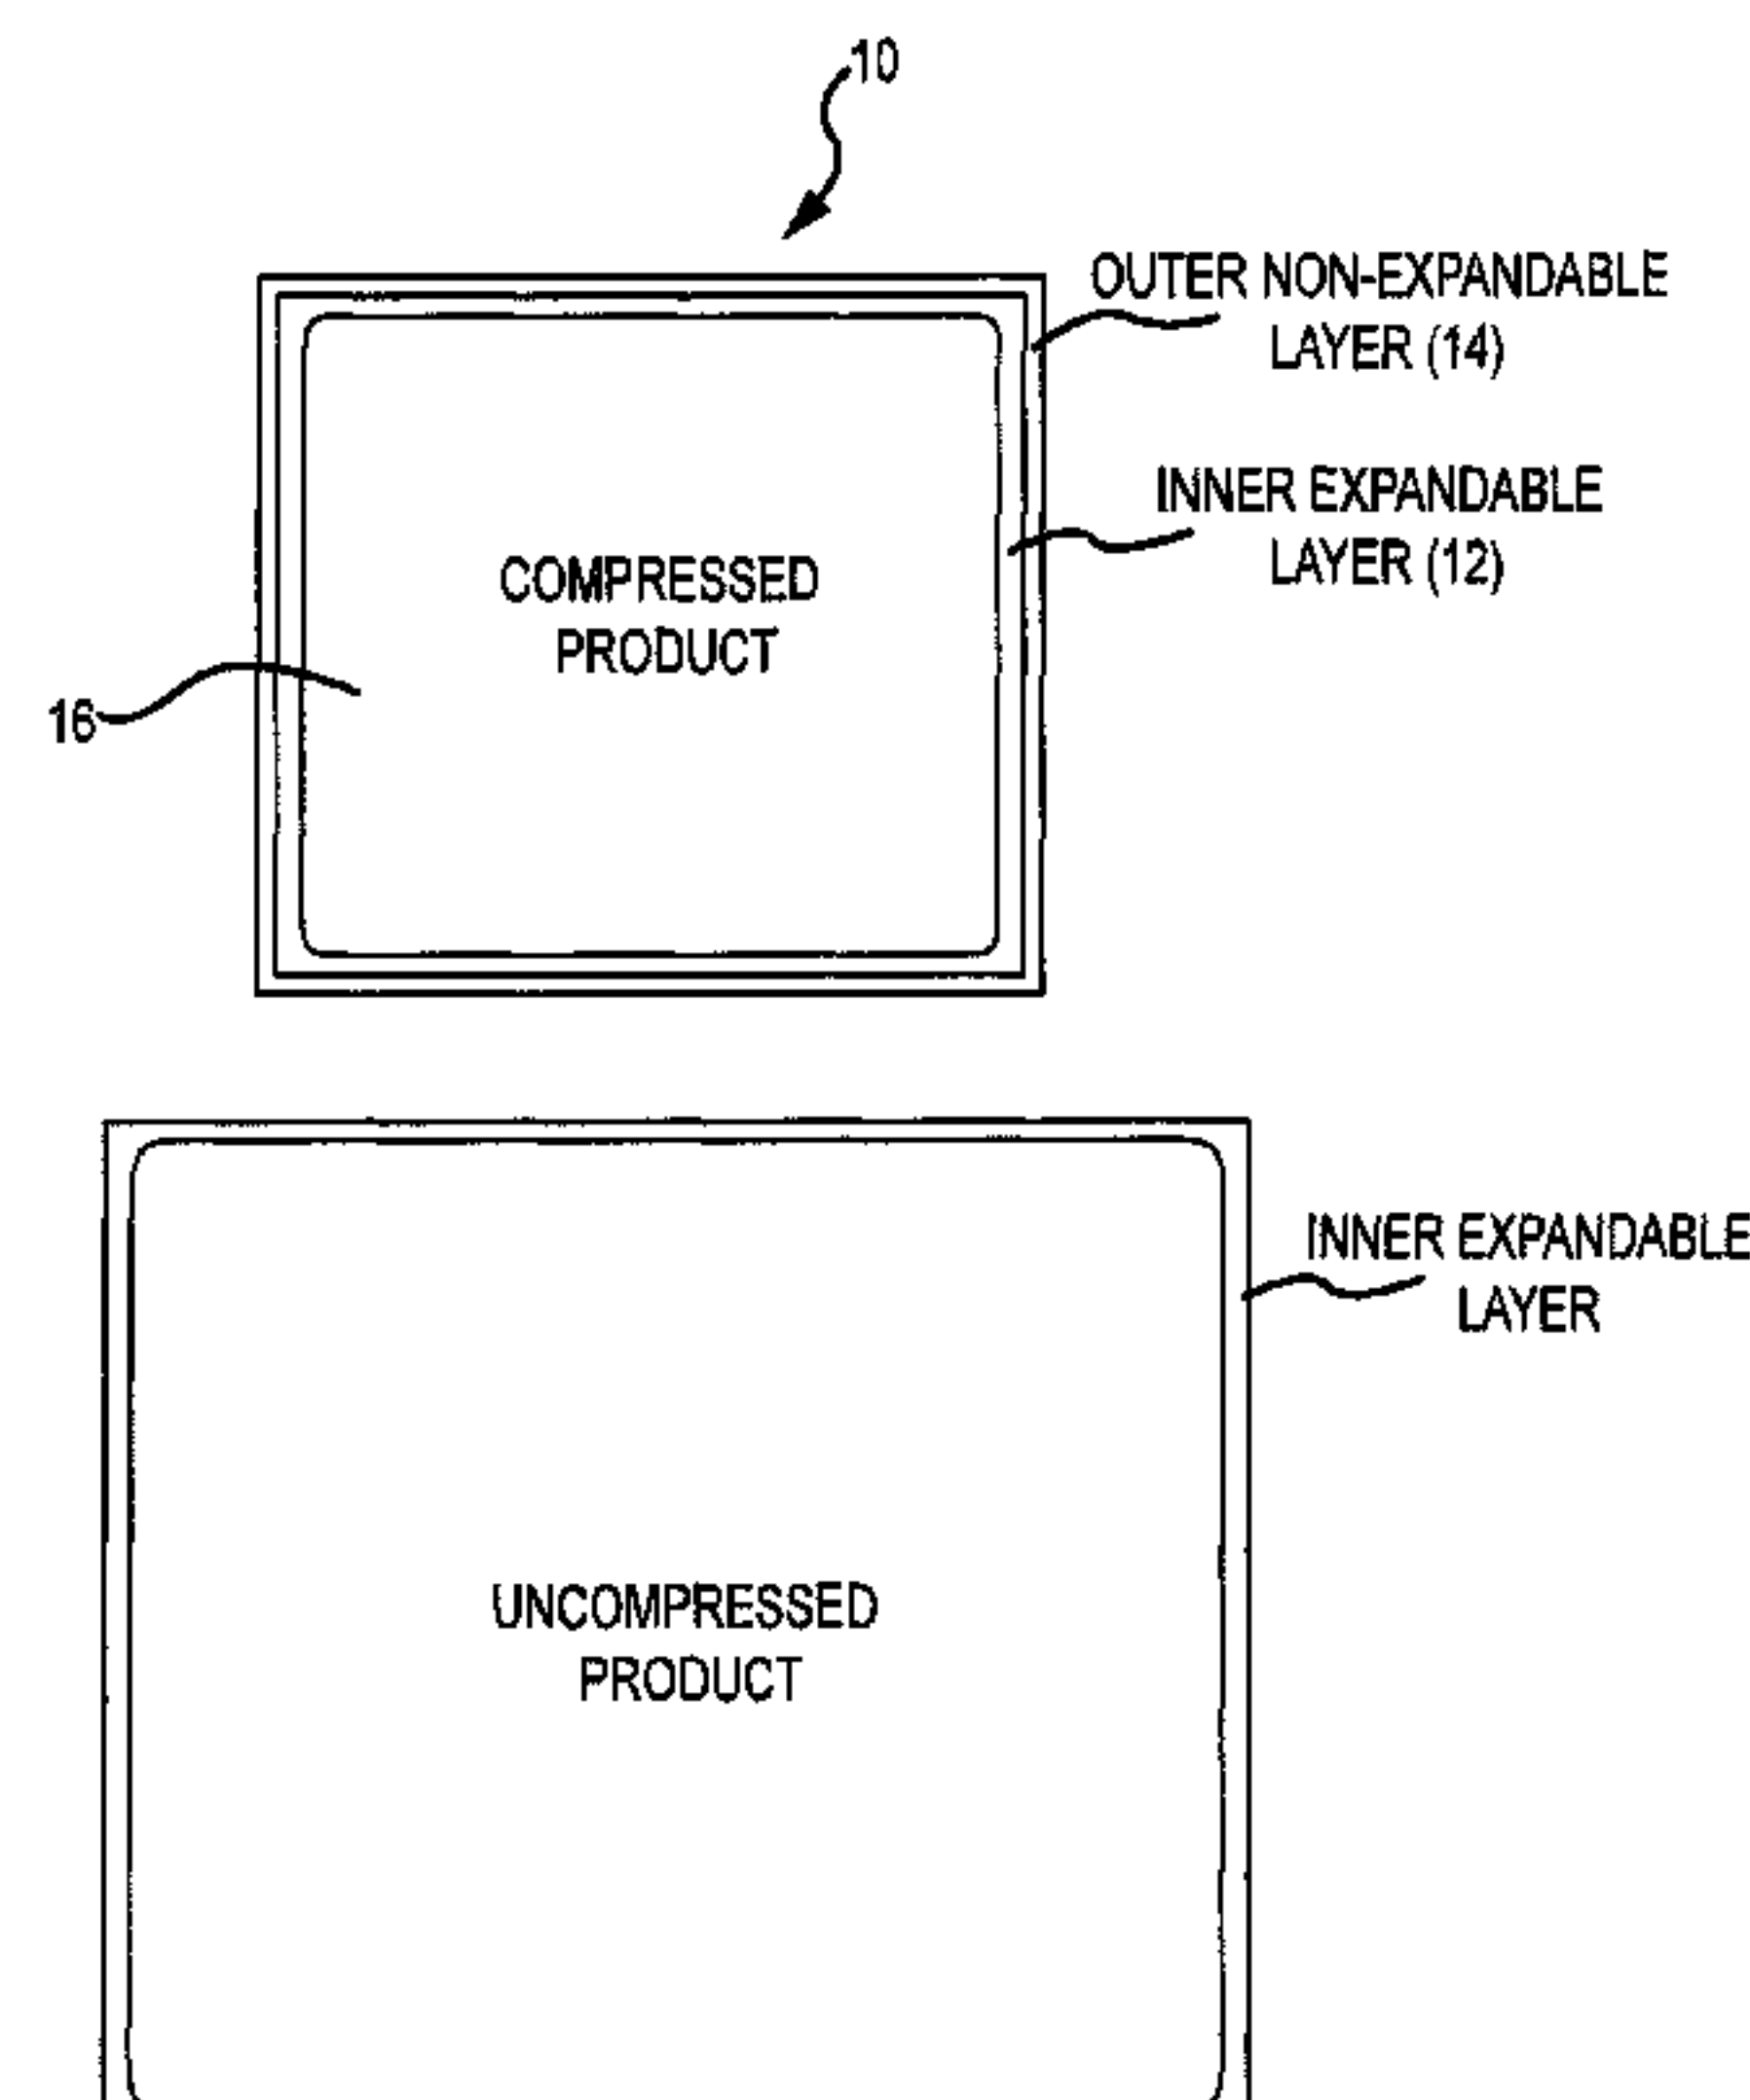 10
OUTER NON-EXPANDABLE
LAYER (14)
INNER EXPANDABLE
LAYER (12)
COMPRESSED
PRODUCT
16
INNER EXPANDABLE
LAYER
UNCOMPRESSED
PRODUCT